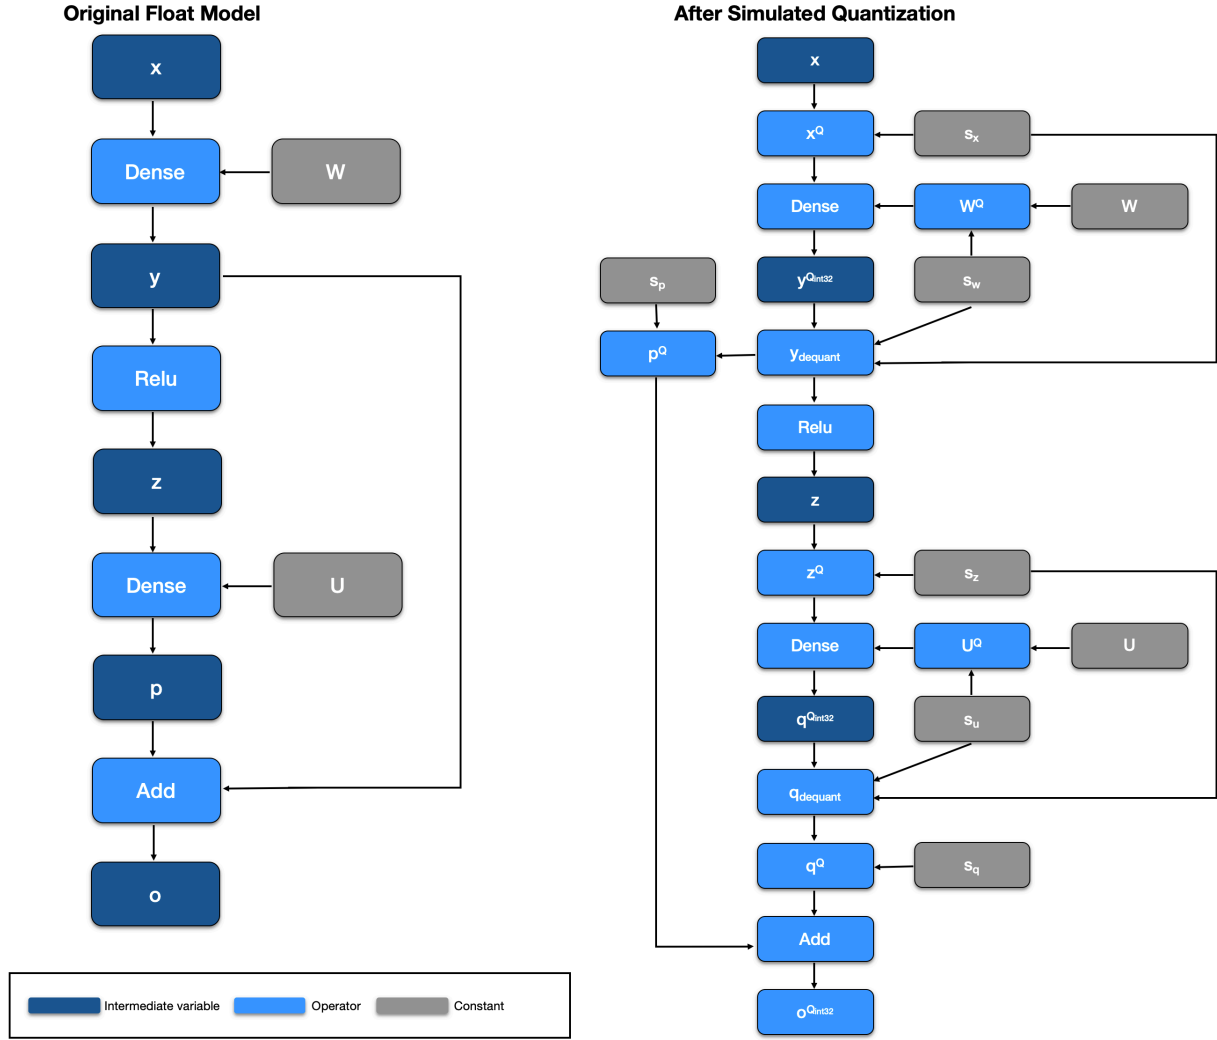 Original Float Model
x
Dense
W
y
Relu
z
Dense
U
p
Add
o
Intermediate variable
Operator
Constant
After Simulated Quantization
x
xQ
sx
Dense
WQ
W
sp
yQint32
sw
pQ
ydequant
Relu
z
zQ
sz
Dense
UQ
U
qQint32
su
qdequant
qQ
sq
Add
oQint32